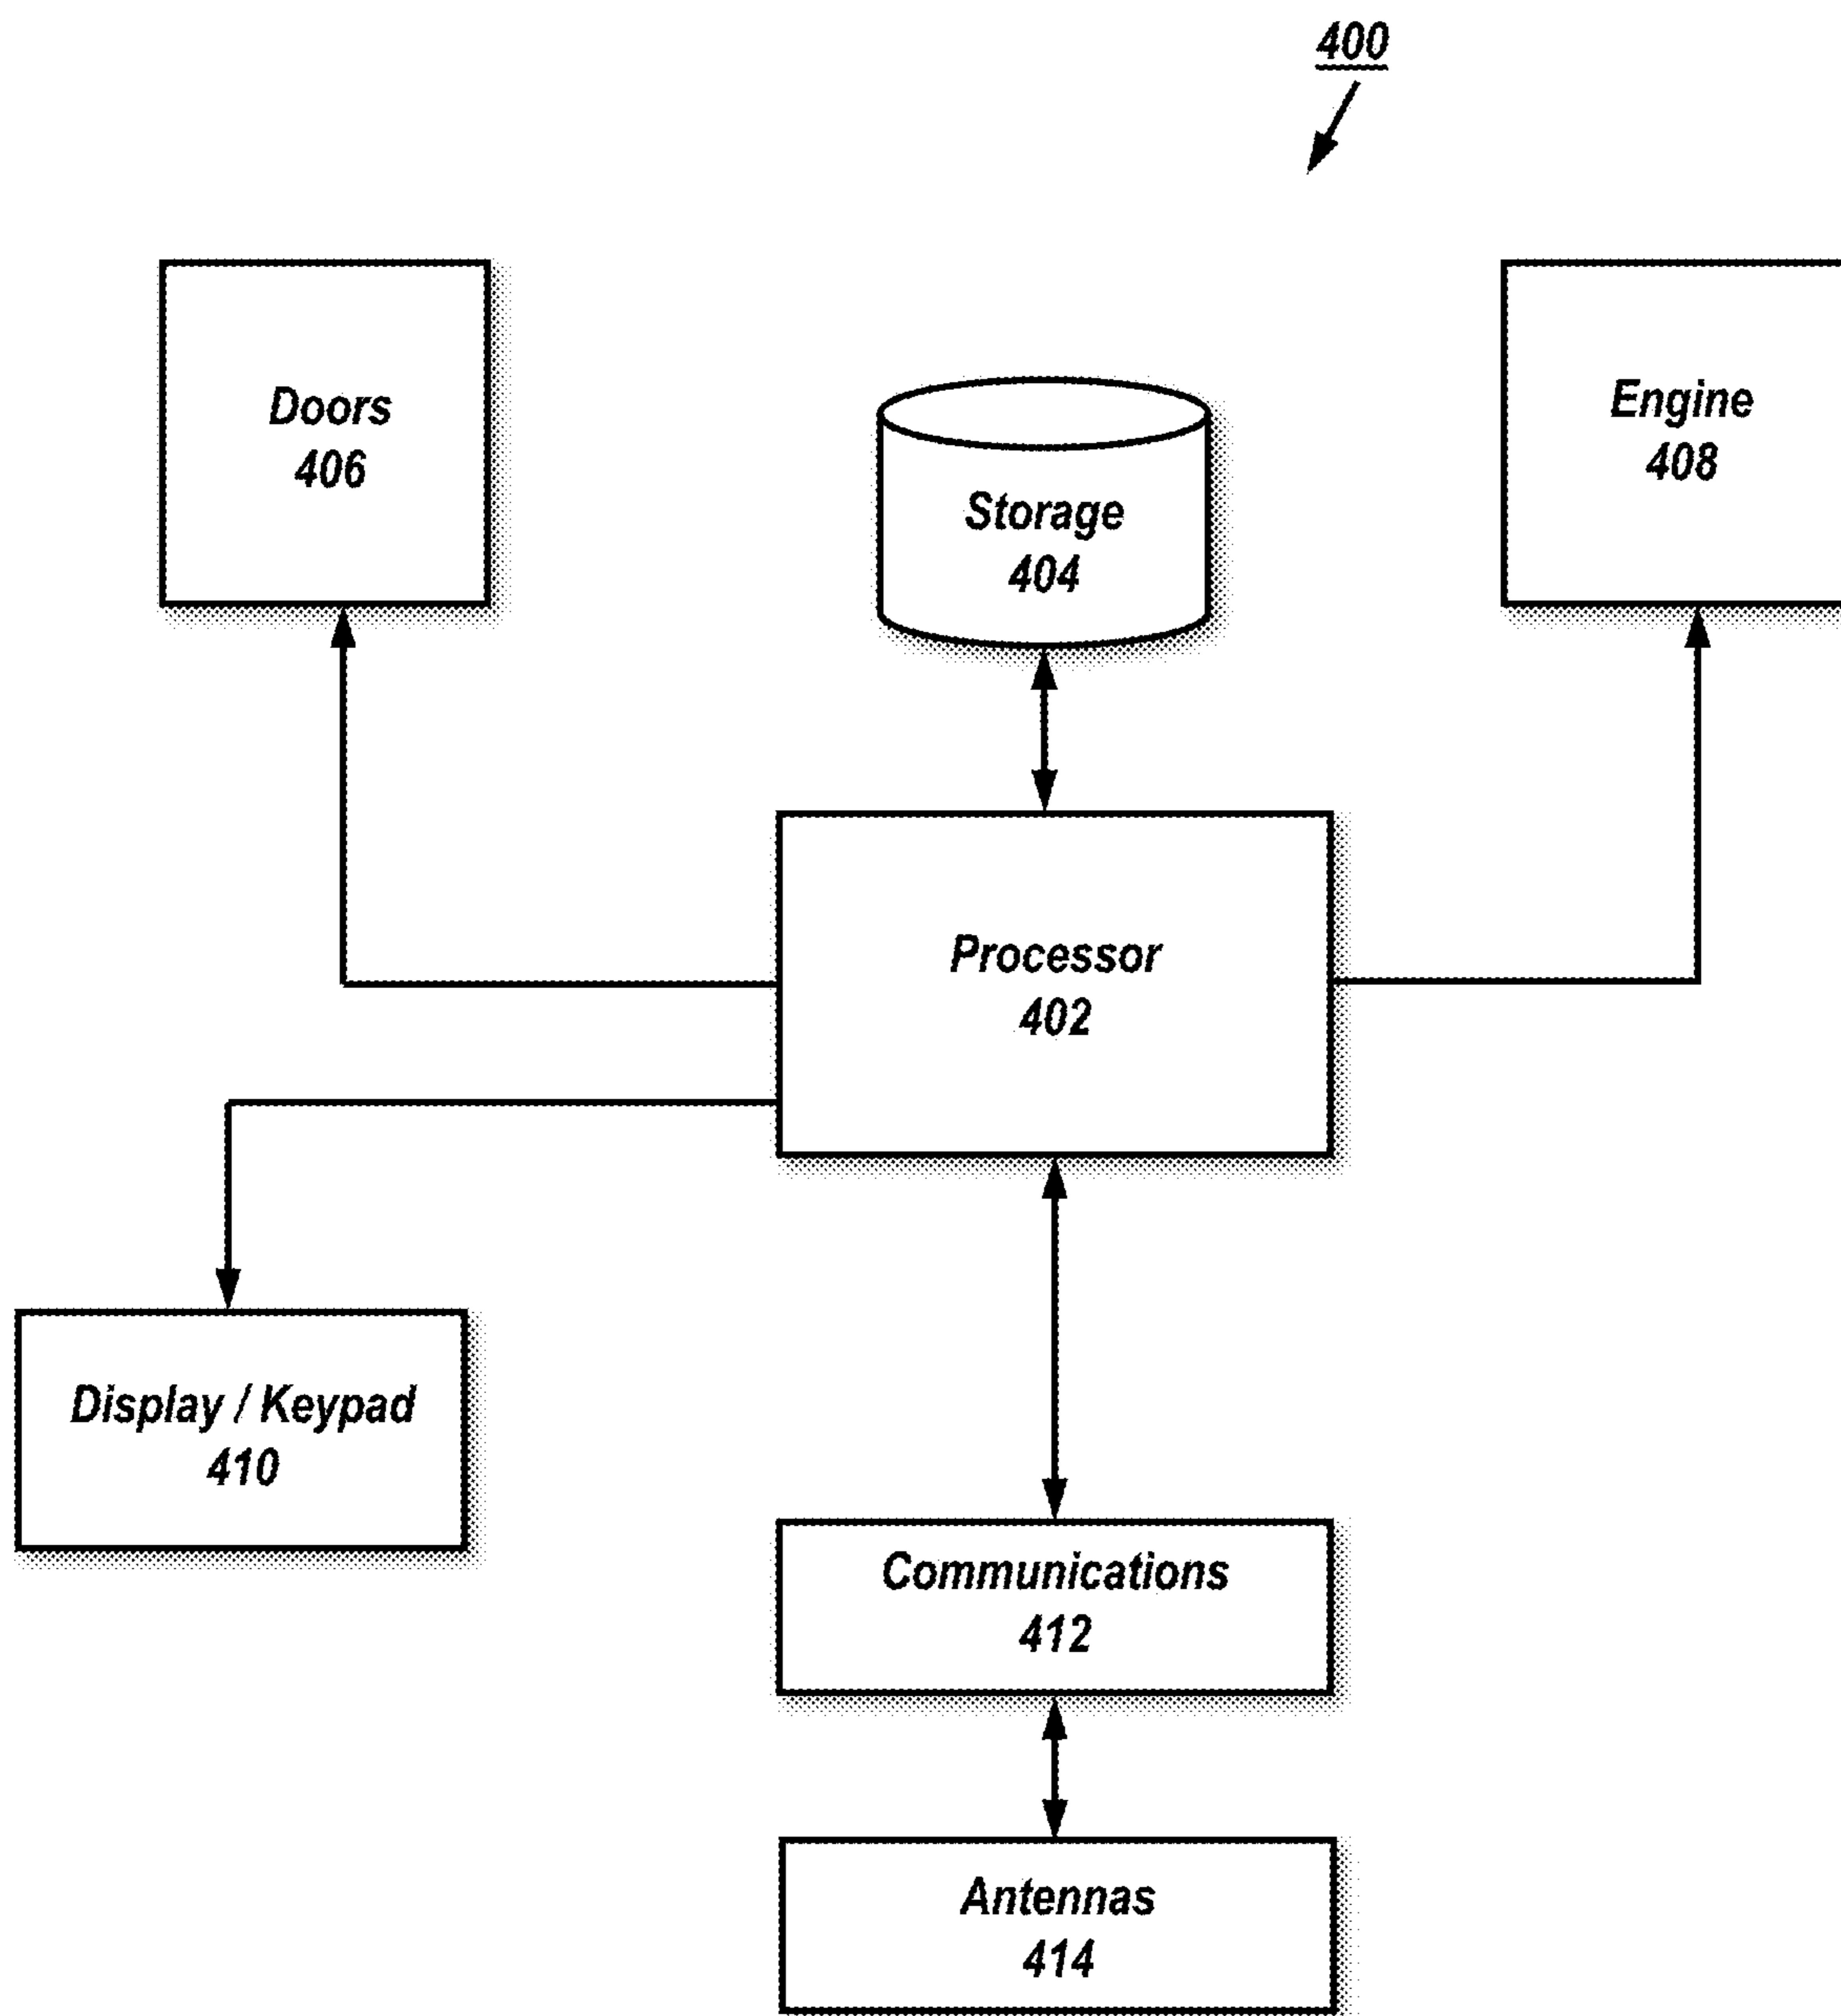 400
Doors
406
Storage
404
Engine
408
Processor
402
Display / Keypad
410
Communications
412
Antennas
414